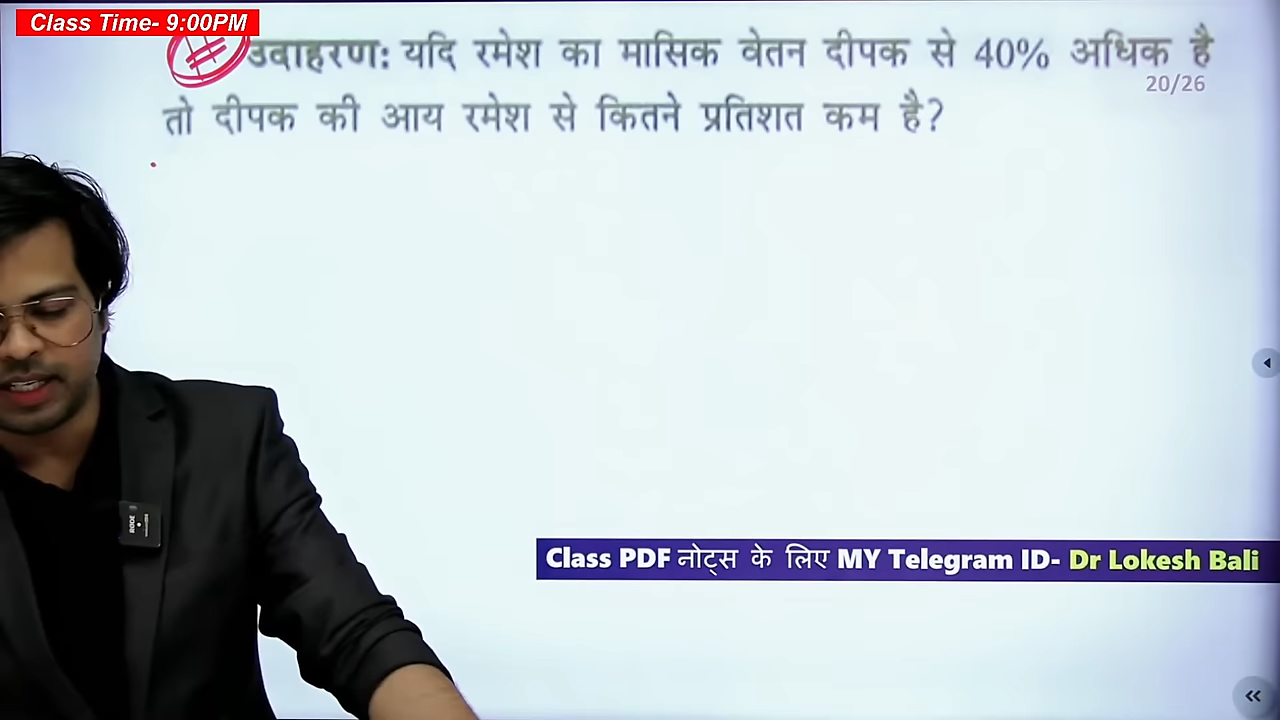 Class Time- 9:00PM
उदाहरण: यदि रमेश का मासिक वेतन दीपक से 40% अधिक है
20/26
तो दीपक की आय रमेश से कितने प्रतिशत कम है?
Class PDF नोट्स के लिए MY Telegram ID- Dr Lokesh Bali